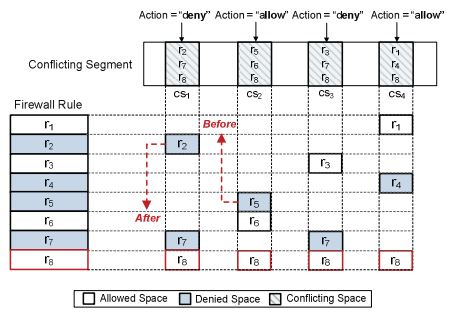 Action = "deny" Action = "allow" Action = "deny" Action = "allow"
r2 r5 r3 r1
Conflicting Segment r7 r6 r7 r4
r8 r8 r8 r8
cs1 cs2 cs3 cs4
Firewall Rule
r1 r1
Before
r2 r2
r3 r3
r4 r4
r5 r5
After
r6 r6
r7 r7 r7
r8 r8 r8 r8 r8
Allowed Space Denied Space Conflicting Space